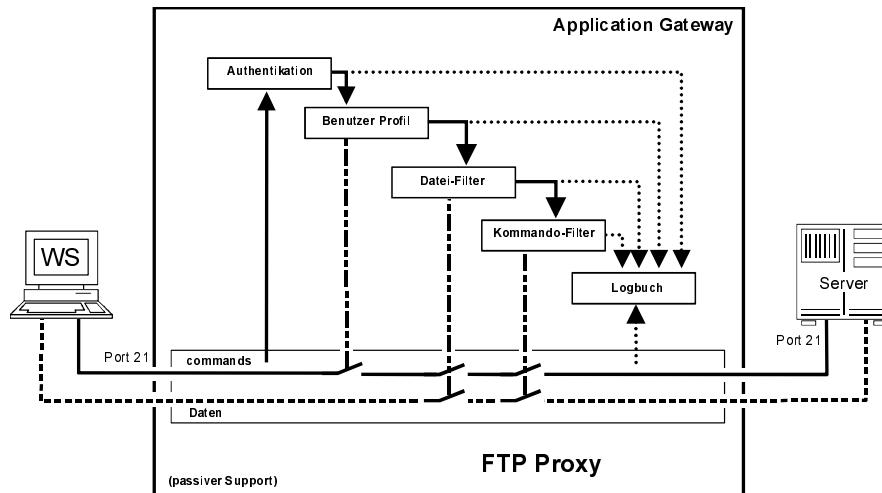 Application Gateway
Authentikation
Benutzer Profil
Datei-Filter
Kommando-Filter
WS
Server
Logbuch
Port 21
Port 21
commands
Daten
FTP Proxy
(passiver Support)